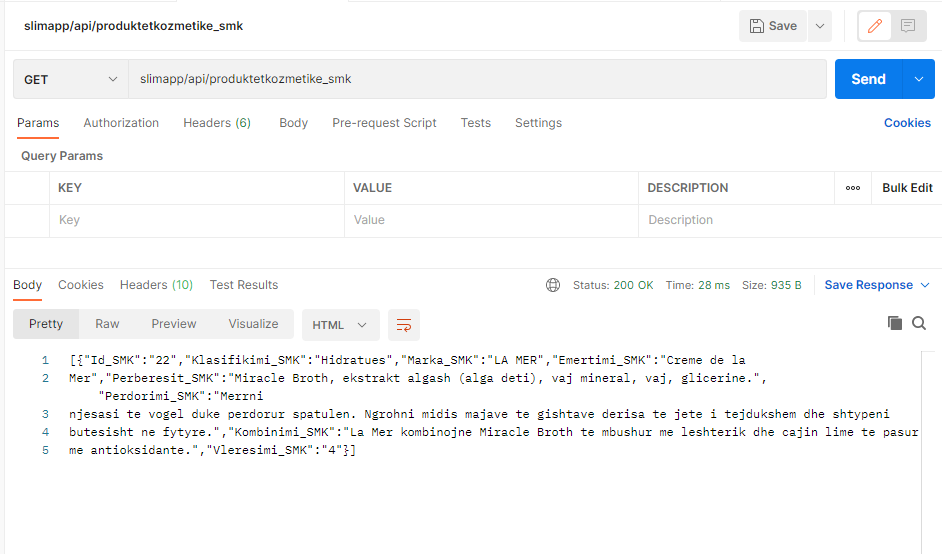 slimapp/api/produktetkozmetike_smk
Save
GET
slimapp/api/produktetkozmetike_smk
Send
Params Authorization Headers (6) Body Pre-request Script Tests Settings Cookies
Query Params
KEY VALUE DESCRIPTION ooo Bulk Edit
Key Value Description
Body Cookies Headers (10) Test Results Status: 200 OK Time: 28 ms Size: 935 B Save Response
Pretty Raw Preview Visualize HTML
1 [{"Id_SMK":"22","Klasifikimi_SMK":"Hidratues","Marka_SMK":"LA MER","Emertimi_SMK":"Creme de la
2 Mer","Perberesit_SMK":"Miracle Broth, ekstrakt algash (alga deti), vaj mineral, vaj, glicerine.",
"Perdorimi_SMK":"Merrni
3 njesasi te vogel duke perdorur spatulen. Ngrohni midis majave te gishtave derisa te jete i tejdukshem dhe shtypeni
4 butesisht ne fytyre.","Kombinimi_SMK":"La Mer kombinojne Miracle Broth te mbushur me leshterik dhe cajin lime te pasur
5 me antioksidante.","Vleresimi_SMK":"4"}]